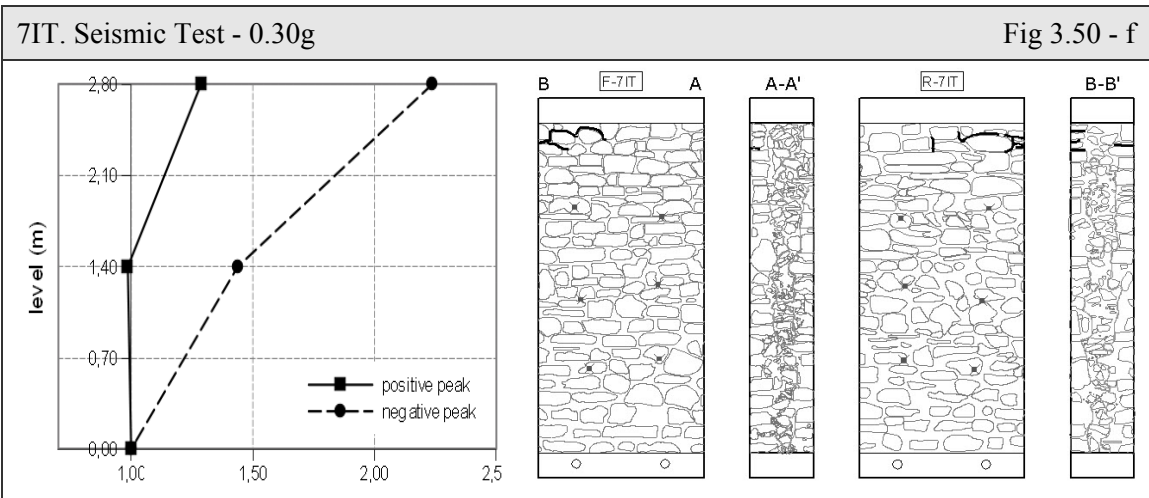 7IT. Seismic Test - 0.30g Fig 3.50 - f
2,80
2,10
1,40
0,70
0,00
level (m)
1,00 1,50 2,00 2,5
positive peak
negative peak
B F-7IT A
A-A'
R-7IT
B-B'